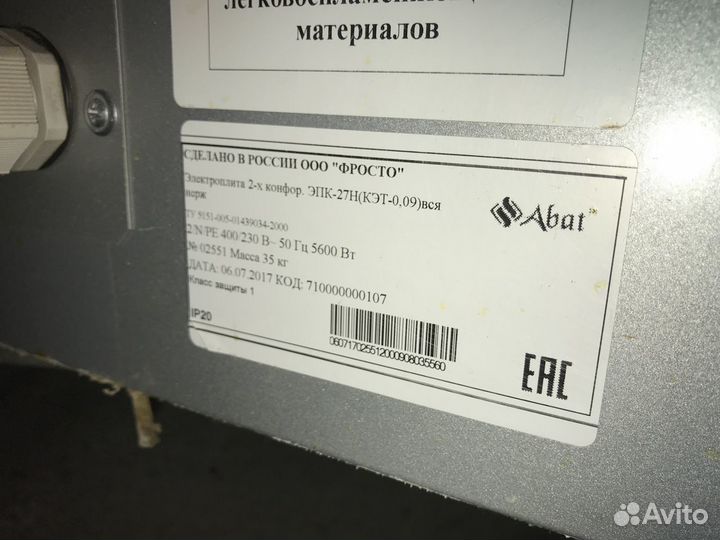 материалов
СДЕЛАНО В РОССИИ ООО "ФРОСТО"
Электроплита 2-х конфор. ЭПК-27Н(КЭТ-0,09)вся
нерж
Abat
ТУ 5151-005-01439034-2000
2/N/PE 400/230 В~ 50 Гц 5600 Вт
№ 02551 Масса 35 кг
ДАТА: 06.07.2017 КОД: 710000000107
Класс защиты 1
IP20
060717025512000908035560
EAC
Avito